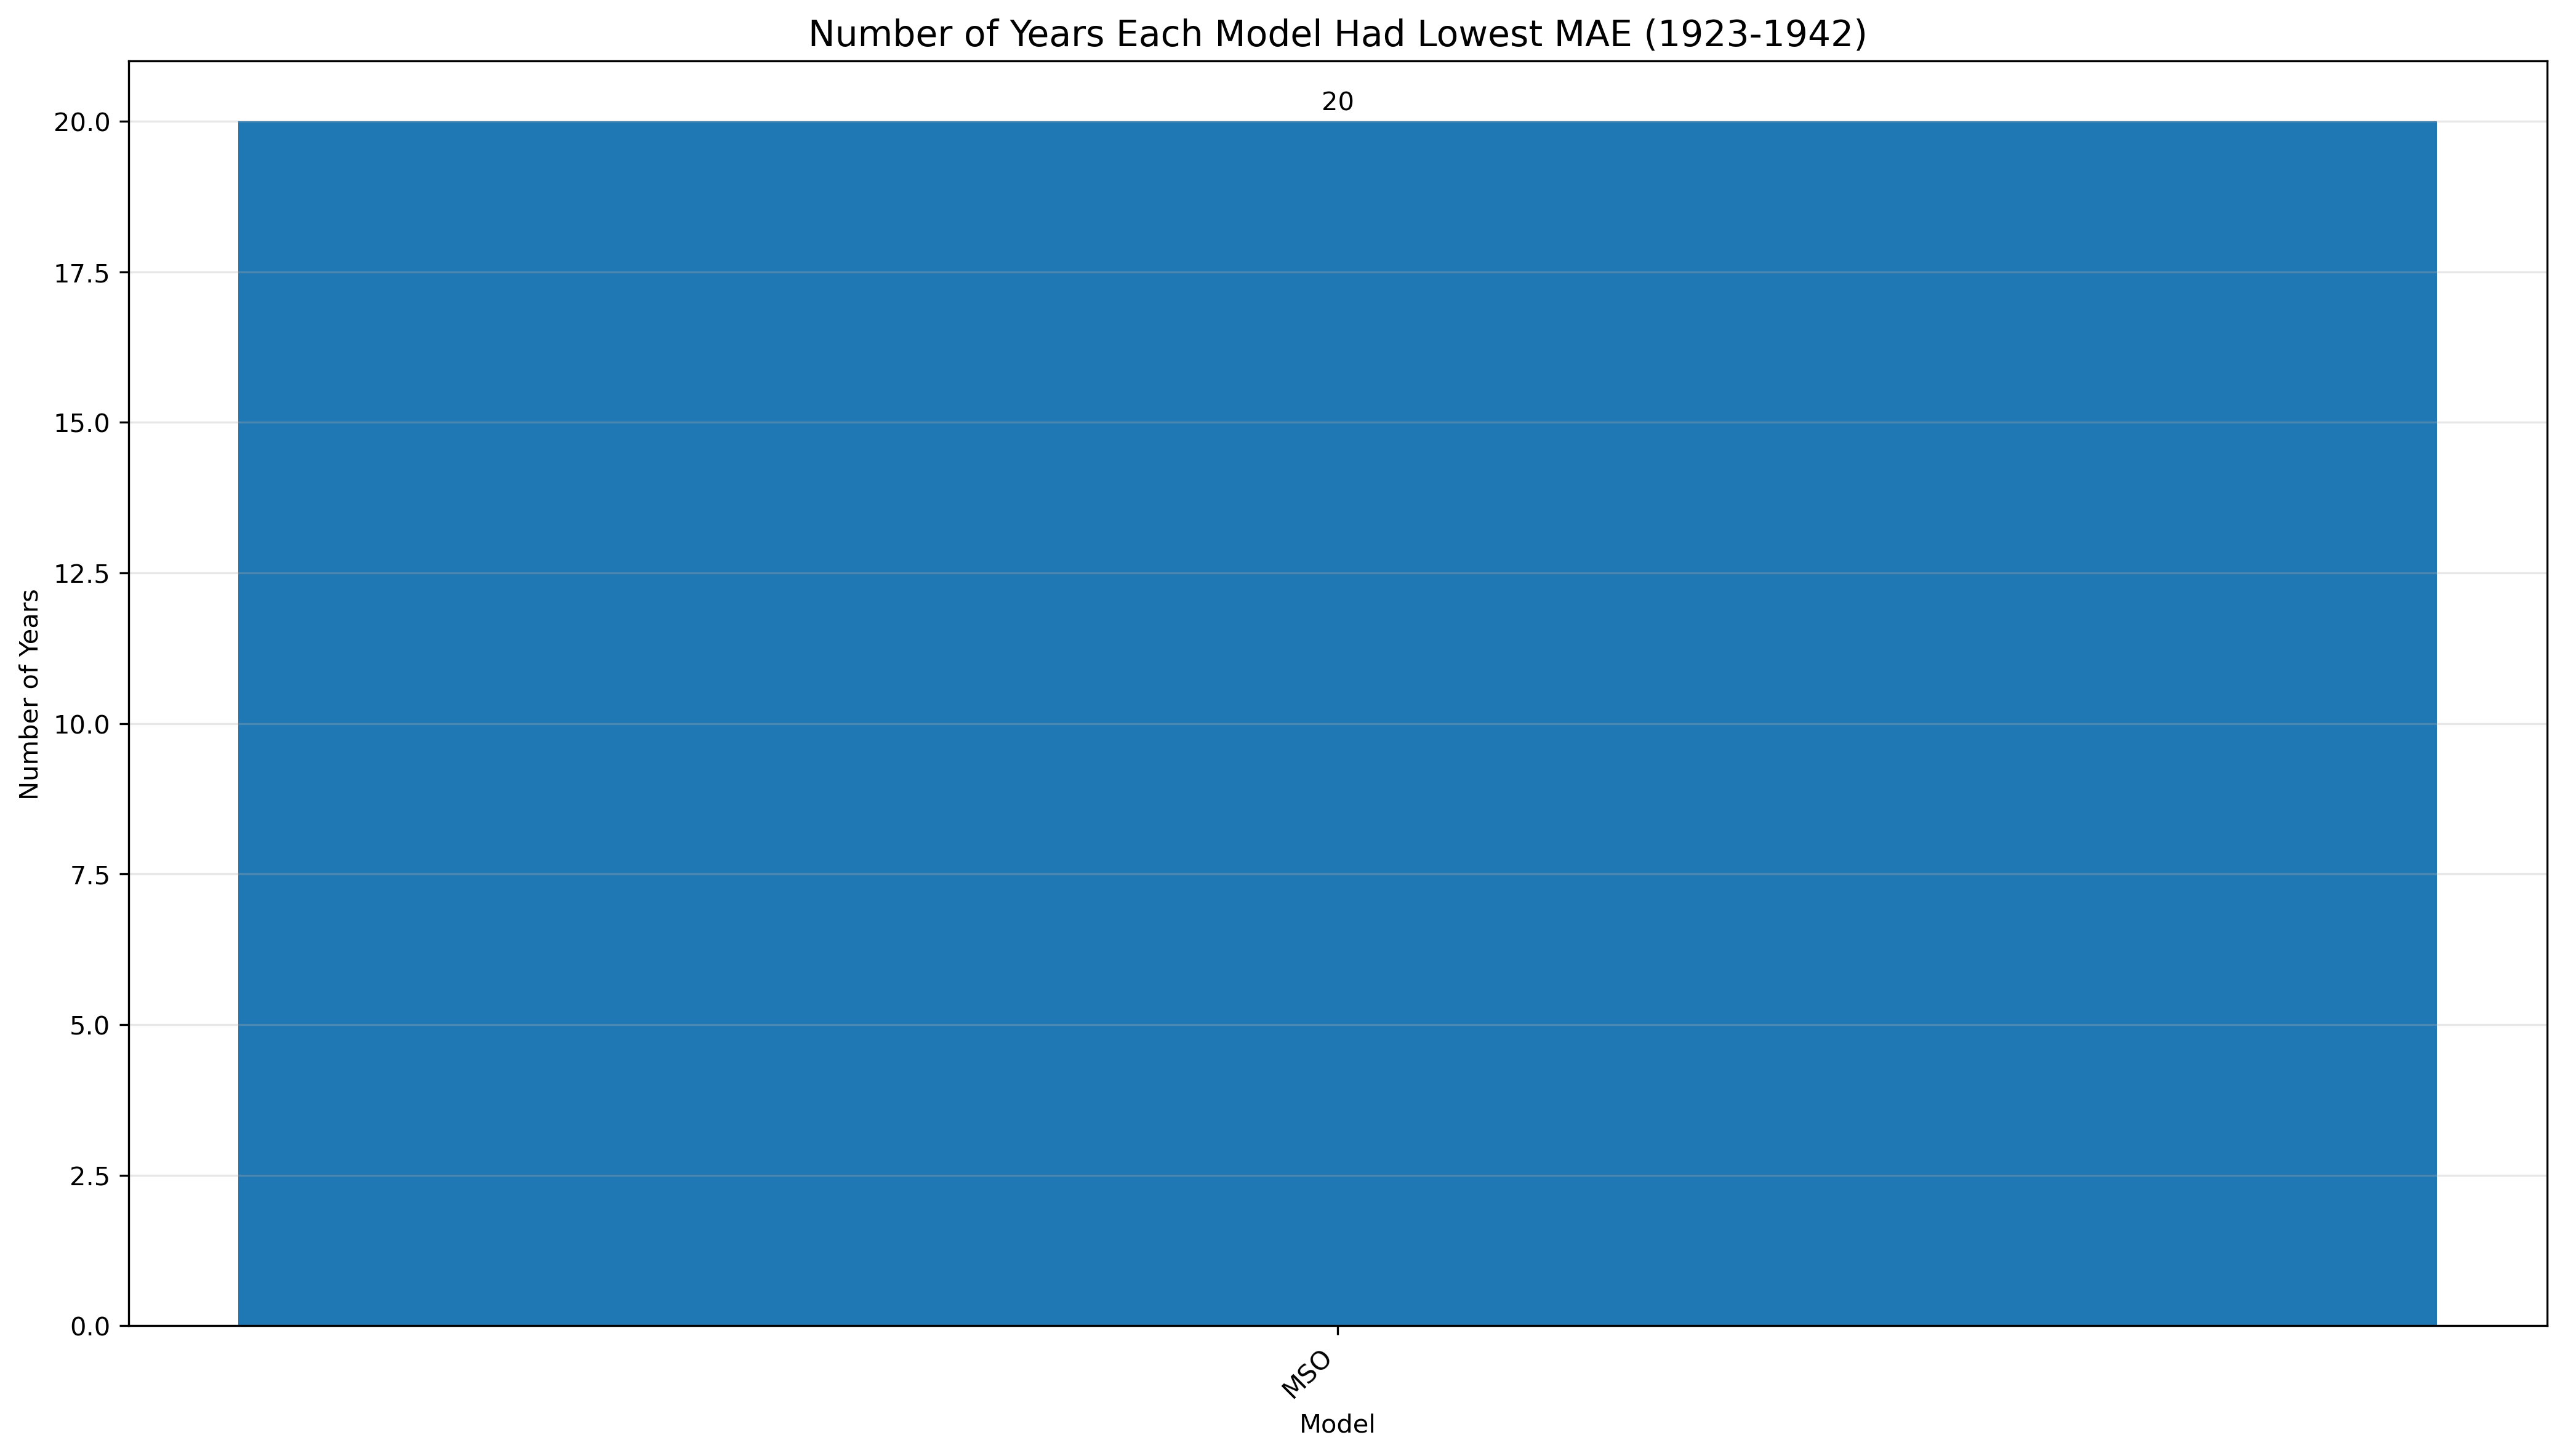 Number of Years Each Model Had Lowest MAE (1923-1942)
20
20.0
17.5
15.0
12.5
10.0
7.5
5.0
2.5
0.0
Number of Years
MSO
Model